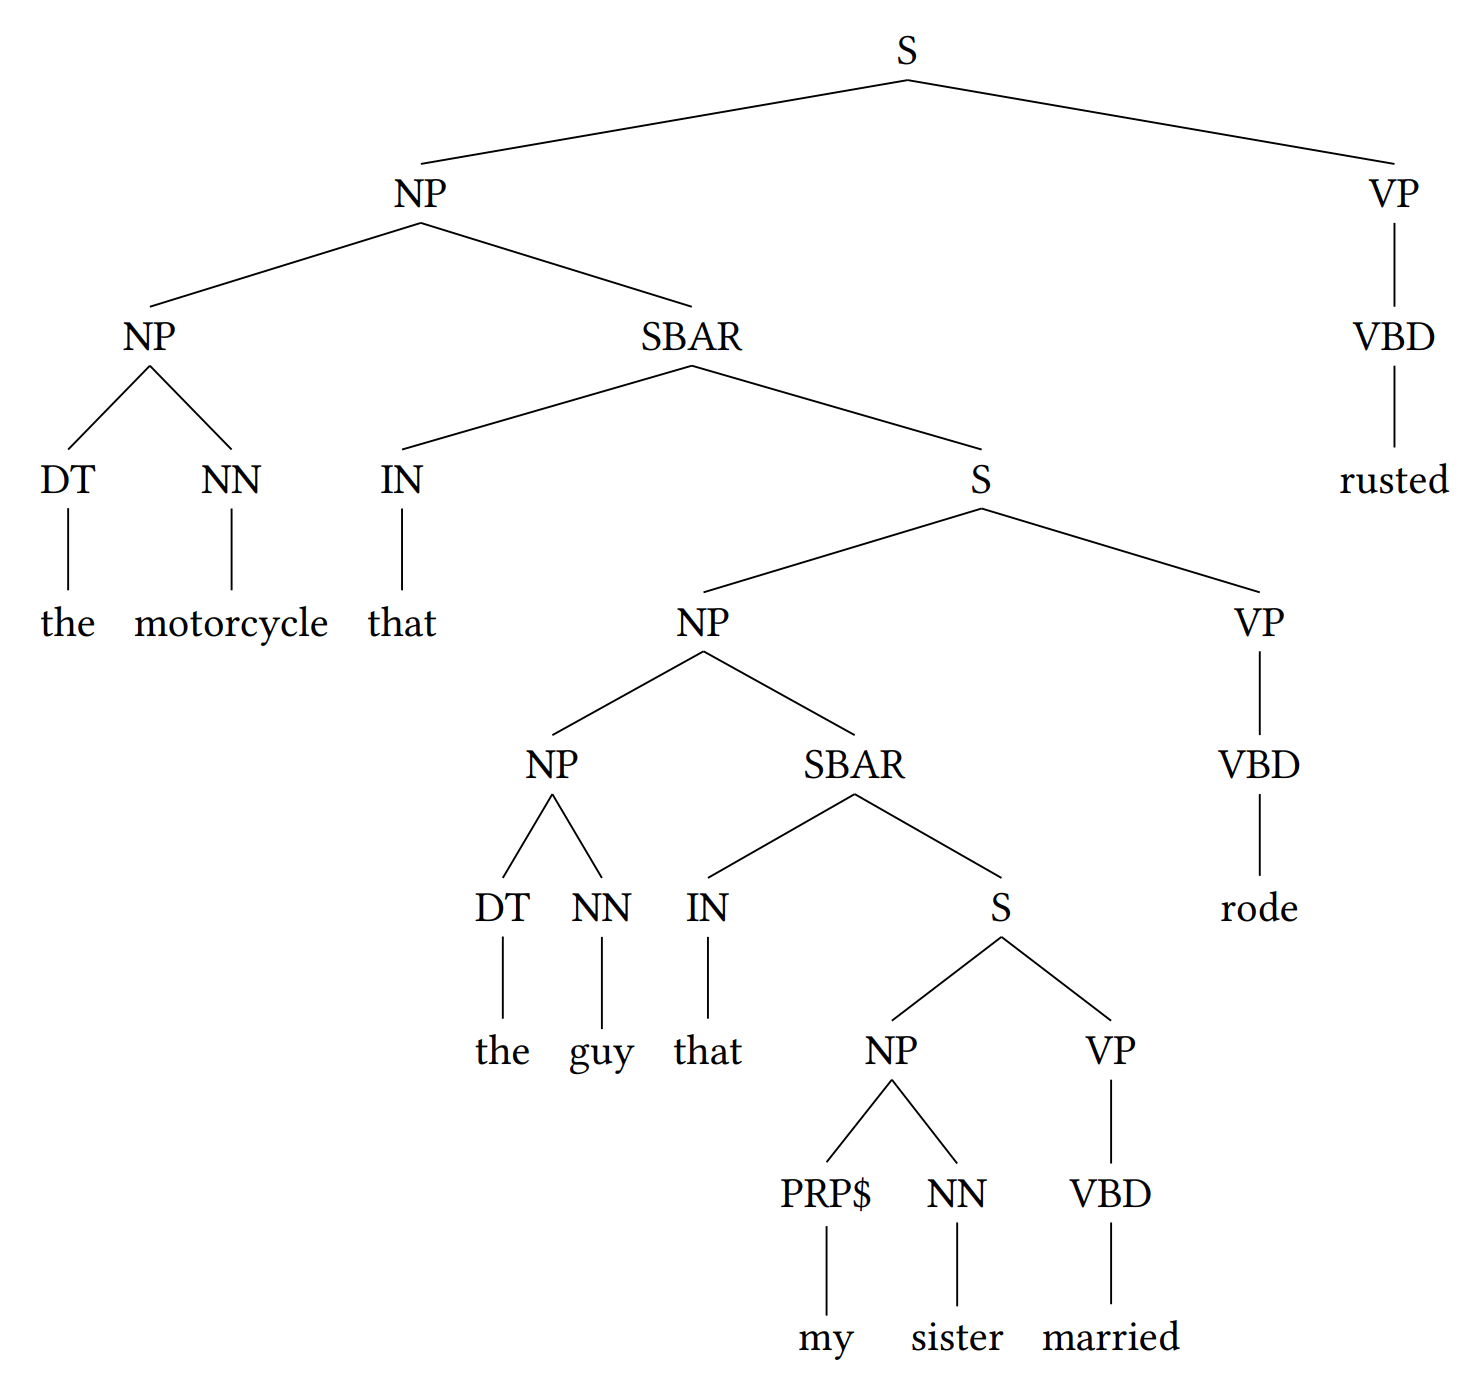 S
NP VP
NP SBAR VBD
DT NN IN S rusted
the motorcycle that NP VP
NP SBAR VBD
DT NN IN S rode
the guy that NP VP
PRP$ NN VBD
my sister married